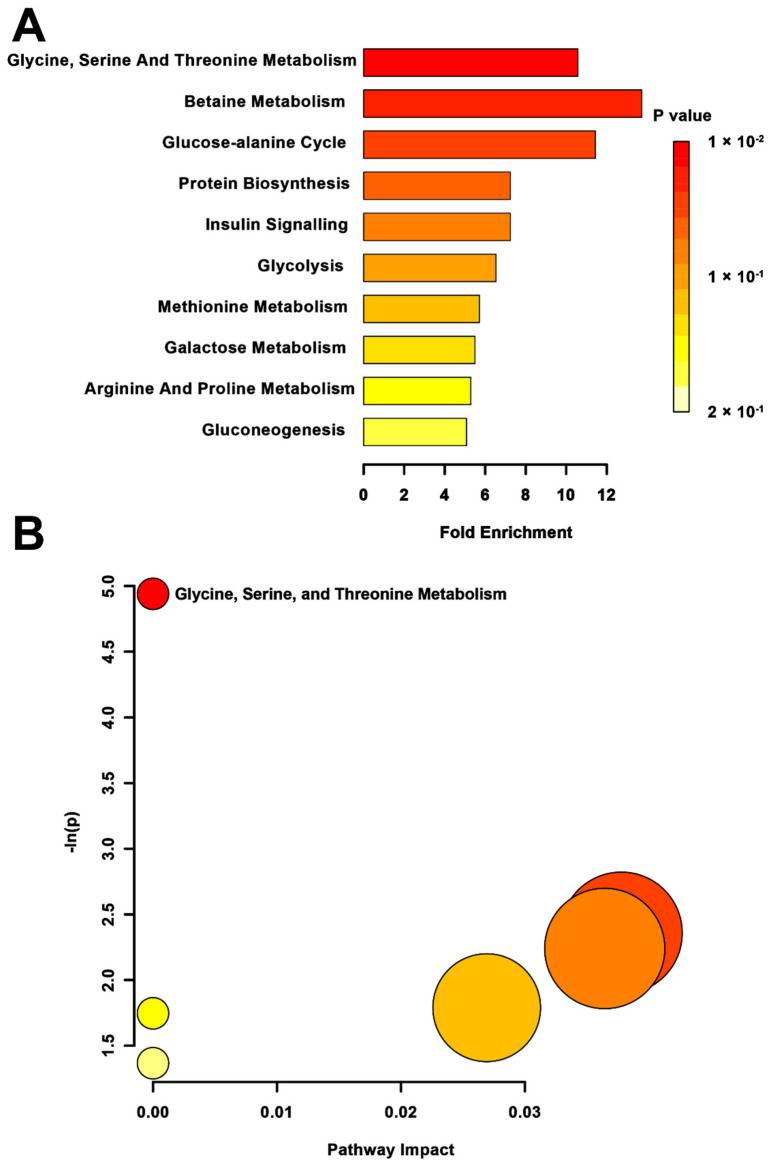 A
Glycine, Serine And Threonine Metabolism
Betaine Metabolism
Glucose-alanine Cycle
Protein Biosynthesis
Insulin Signalling
Glycolysis
Methionine Metabolism
Galactose Metabolism
Arginine And Proline Metabolism
Gluconeogenesis
P value
1 × 10⁻²
1 × 10⁻¹
2 × 10⁻¹
0 2 4 6 8 10 12
Fold Enrichment
B
Glycine, Serine, and Threonine Metabolism
5.0
4.5
4.0
3.5
3.0
2.5
2.0
1.5
-ln(p)
0.00 0.01 0.02 0.03
Pathway Impact